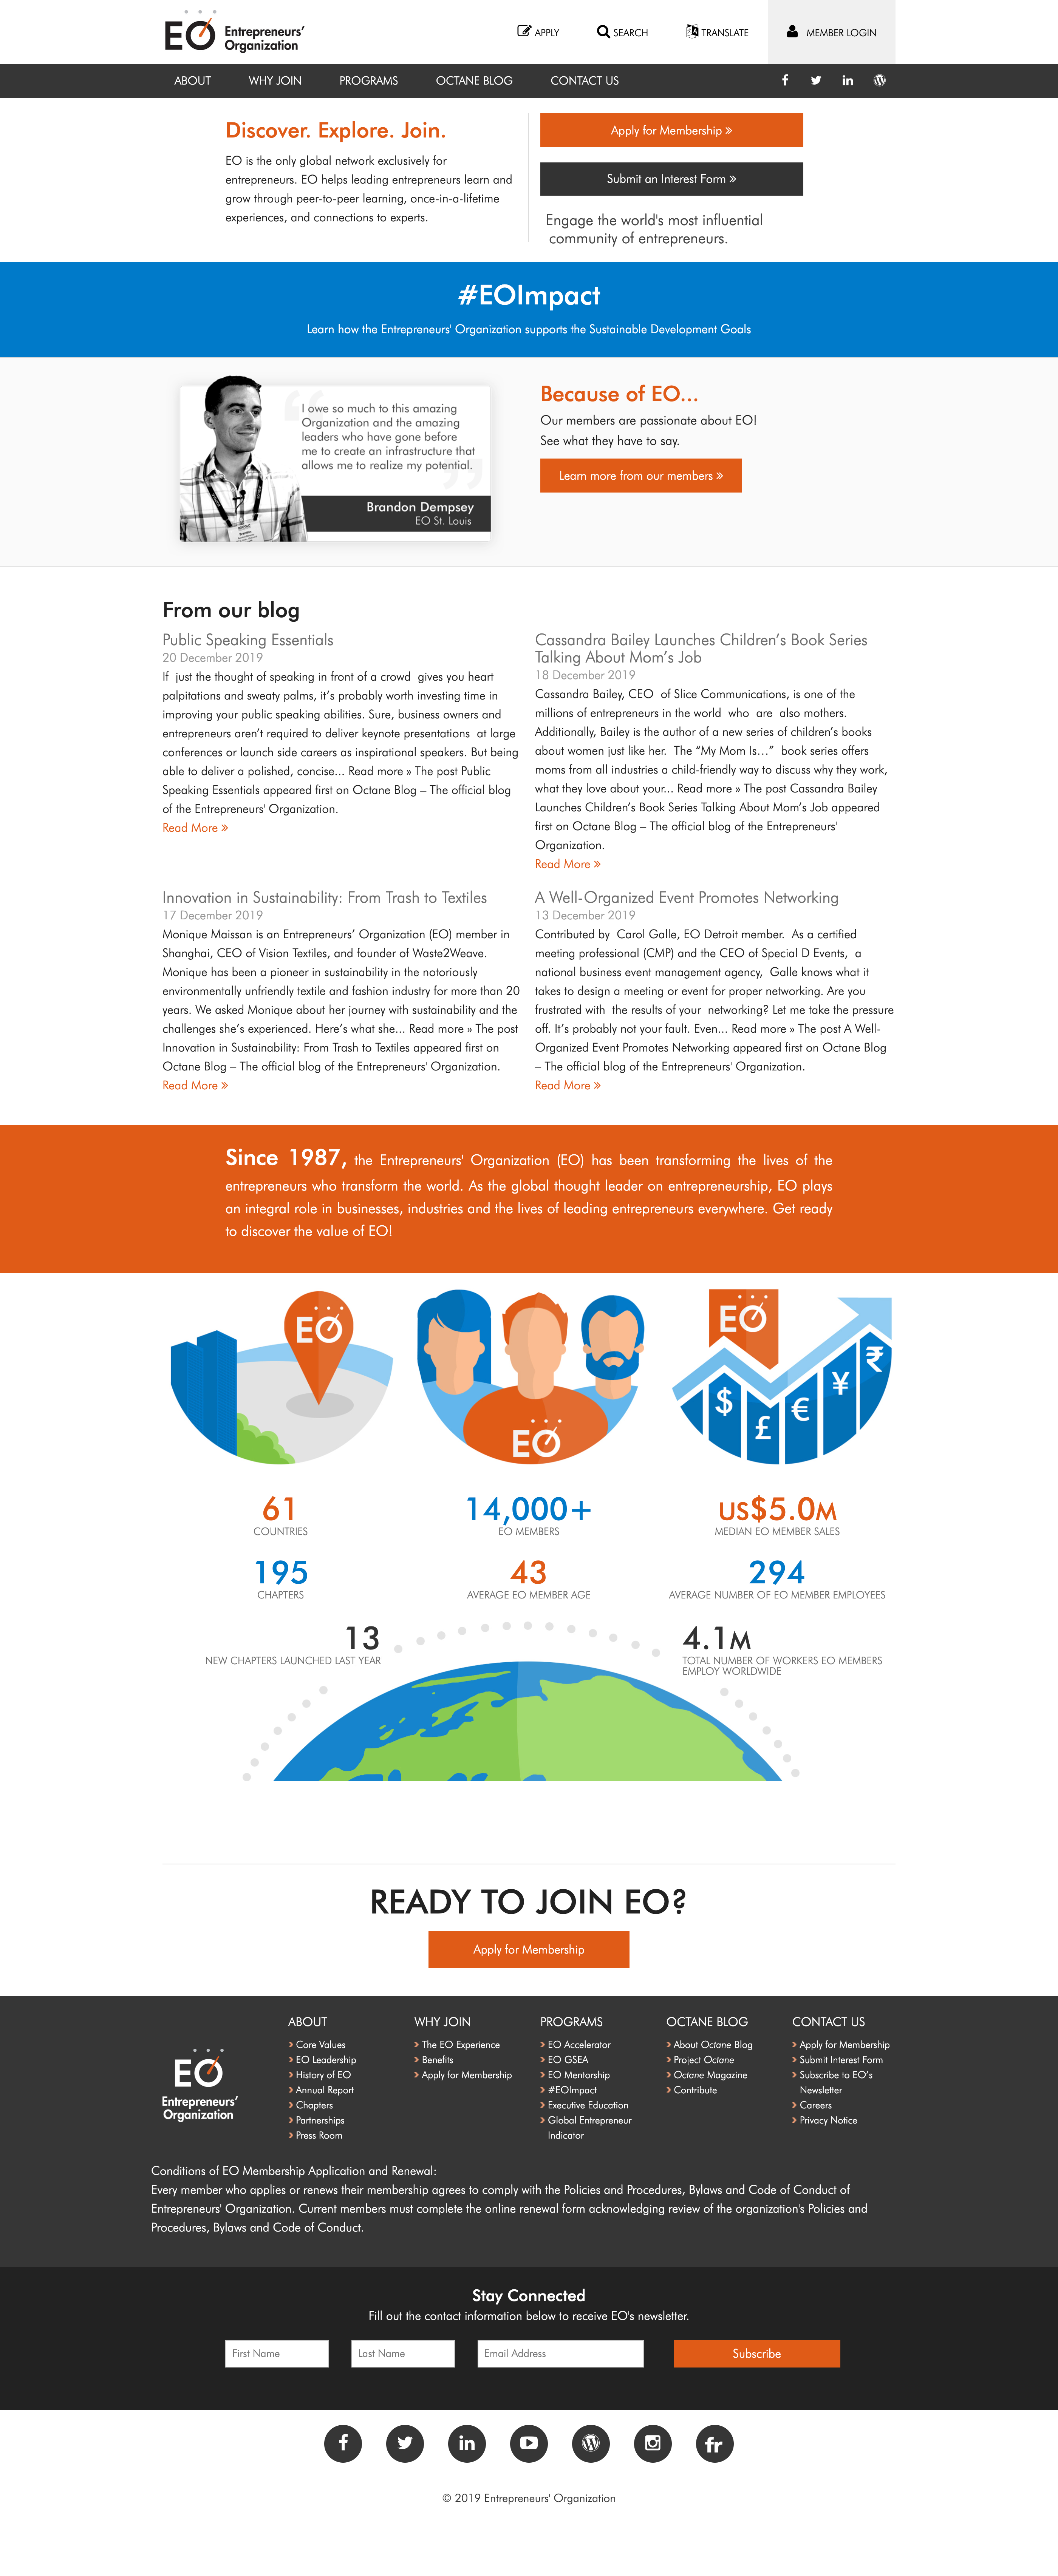 EO Entrepreneurs' Organization
APPLY
SEARCH
TRANSLATE
MEMBER LOGIN
ABOUT
WHY JOIN
PROGRAMS
OCTANE BLOG
CONTACT US
Discover. Explore. Join.
EO is the only global network exclusively for
entrepreneurs. EO helps leading entrepreneurs learn and
grow through peer-to-peer learning, once-in-a-lifetime
experiences, and connections to experts.
Apply for Membership »
Submit an Interest Form »
Engage the world's most influential
community of entrepreneurs.
#EOImpact
Learn how the Entrepreneurs' Organization supports the Sustainable Development Goals
I owe so much to this amazing
Organization and the amazing
leaders who have gone before
me to create an infrastructure that
allows me to realize my potential.
Brandon Dempsey
EO St. Louis
Because of EO...
Our members are passionate about EO!
See what they have to say.
Learn more from our members »
From our blog
Public Speaking Essentials
20 December 2019
If just the thought of speaking in front of a crowd gives you heart
palpitations and sweaty palms, it’s probably worth investing time in
improving your public speaking abilities. Sure, business owners and
entrepreneurs aren’t required to deliver keynote presentations at large
conferences or launch side careers as inspirational speakers. But being
able to deliver a polished, concise... Read more » The post Public
Speaking Essentials appeared first on Octane Blog – The official blog
of the Entrepreneurs' Organization.
Read More »
Cassandra Bailey Launches Children’s Book Series
Talking About Mom’s Job
18 December 2019
Cassandra Bailey, CEO of Slice Communications, is one of the
millions of entrepreneurs in the world who are also mothers.
Additionally, Bailey is the author of a new series of children’s books
about women just like her. The “My Mom Is…” book series offers
moms from all industries a child-friendly way to discuss why they work,
what they love about your... Read more » The post Cassandra Bailey
Launches Children’s Book Series Talking About Mom’s Job appeared
first on Octane Blog – The official blog of the Entrepreneurs'
Organization.
Read More »
Innovation in Sustainability: From Trash to Textiles
17 December 2019
Monique Maissan is an Entrepreneurs’ Organization (EO) member in
Shanghai, CEO of Vision Textiles, and founder of Waste2Weave.
Monique has been a pioneer in sustainability in the notoriously
environmentally unfriendly textile and fashion industry for more than 20
years. We asked Monique about her journey with sustainability and the
challenges she’s experienced. Here’s what she... Read more » The post
Innovation in Sustainability: From Trash to Textiles appeared first on
Octane Blog – The official blog of the Entrepreneurs' Organization.
Read More »
A Well-Organized Event Promotes Networking
13 December 2019
Contributed by Carol Galle, EO Detroit member. As a certified
meeting professional (CMP) and the CEO of Special D Events, a
national business event management agency, Galle knows what it
takes to design a meeting or event for proper networking. Are you
frustrated with the results of your networking? Let me take the pressure
off. It’s probably not your fault. Even... Read more » The post A Well-
Organized Event Promotes Networking appeared first on Octane Blog
– The official blog of the Entrepreneurs' Organization.
Read More »
Since 1987, the Entrepreneurs' Organization (EO) has been transforming the lives of the
entrepreneurs who transform the world. As the global thought leader on entrepreneurship, EO plays
an integral role in businesses, industries and the lives of leading entrepreneurs everywhere. Get ready
to discover the value of EO!
EO
EO
EO
$ £ € ¥ ₹
61
COUNTRIES
14,000+
EO MEMBERS
US$5.0M
MEDIAN EO MEMBER SALES
195
CHAPTERS
43
AVERAGE EO MEMBER AGE
294
AVERAGE NUMBER OF EO MEMBER EMPLOYEES
13
NEW CHAPTERS LAUNCHED LAST YEAR
4.1M
TOTAL NUMBER OF WORKERS EO MEMBERS
EMPLOY WORLDWIDE
READY TO JOIN EO?
Apply for Membership
EO
Entrepreneurs'
Organization
ABOUT
Core Values
EO Leadership
History of EO
Annual Report
Chapters
Partnerships
Press Room
WHY JOIN
The EO Experience
Benefits
Apply for Membership
PROGRAMS
EO Accelerator
EO GSEA
EO Mentorship
#EOImpact
Executive Education
Global Entrepreneur
Indicator
OCTANE BLOG
About Octane Blog
Project Octane
Octane Magazine
Contribute
CONTACT US
Apply for Membership
Submit Interest Form
Subscribe to EO’s
Newsletter
Careers
Privacy Notice
Conditions of EO Membership Application and Renewal:
Every member who applies or renews their membership agrees to comply with the Policies and Procedures, Bylaws and Code of Conduct of
Entrepreneurs' Organization. Current members must complete the online renewal form acknowledging review of the organization's Policies and
Procedures, Bylaws and Code of Conduct.
Stay Connected
Fill out the contact information below to receive EO's newsletter.
First Name
Last Name
Email Address
Subscribe
© 2019 Entrepreneurs' Organization